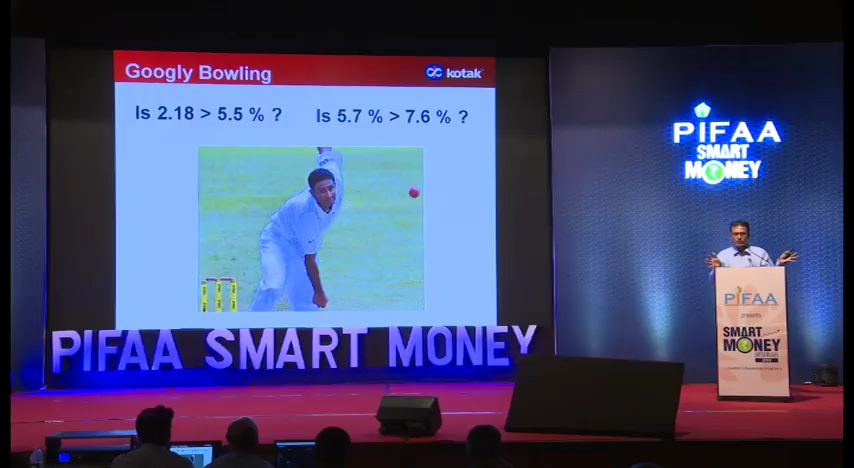 Googly Bowling
kotak
Is 2.18 > 5.5 % ?
Is 5.7 % > 7.6 % ?
PIFAA
SMART
MONEY
PIFAA SMART MONEY
PIFAA
presents
SMART
MONEY